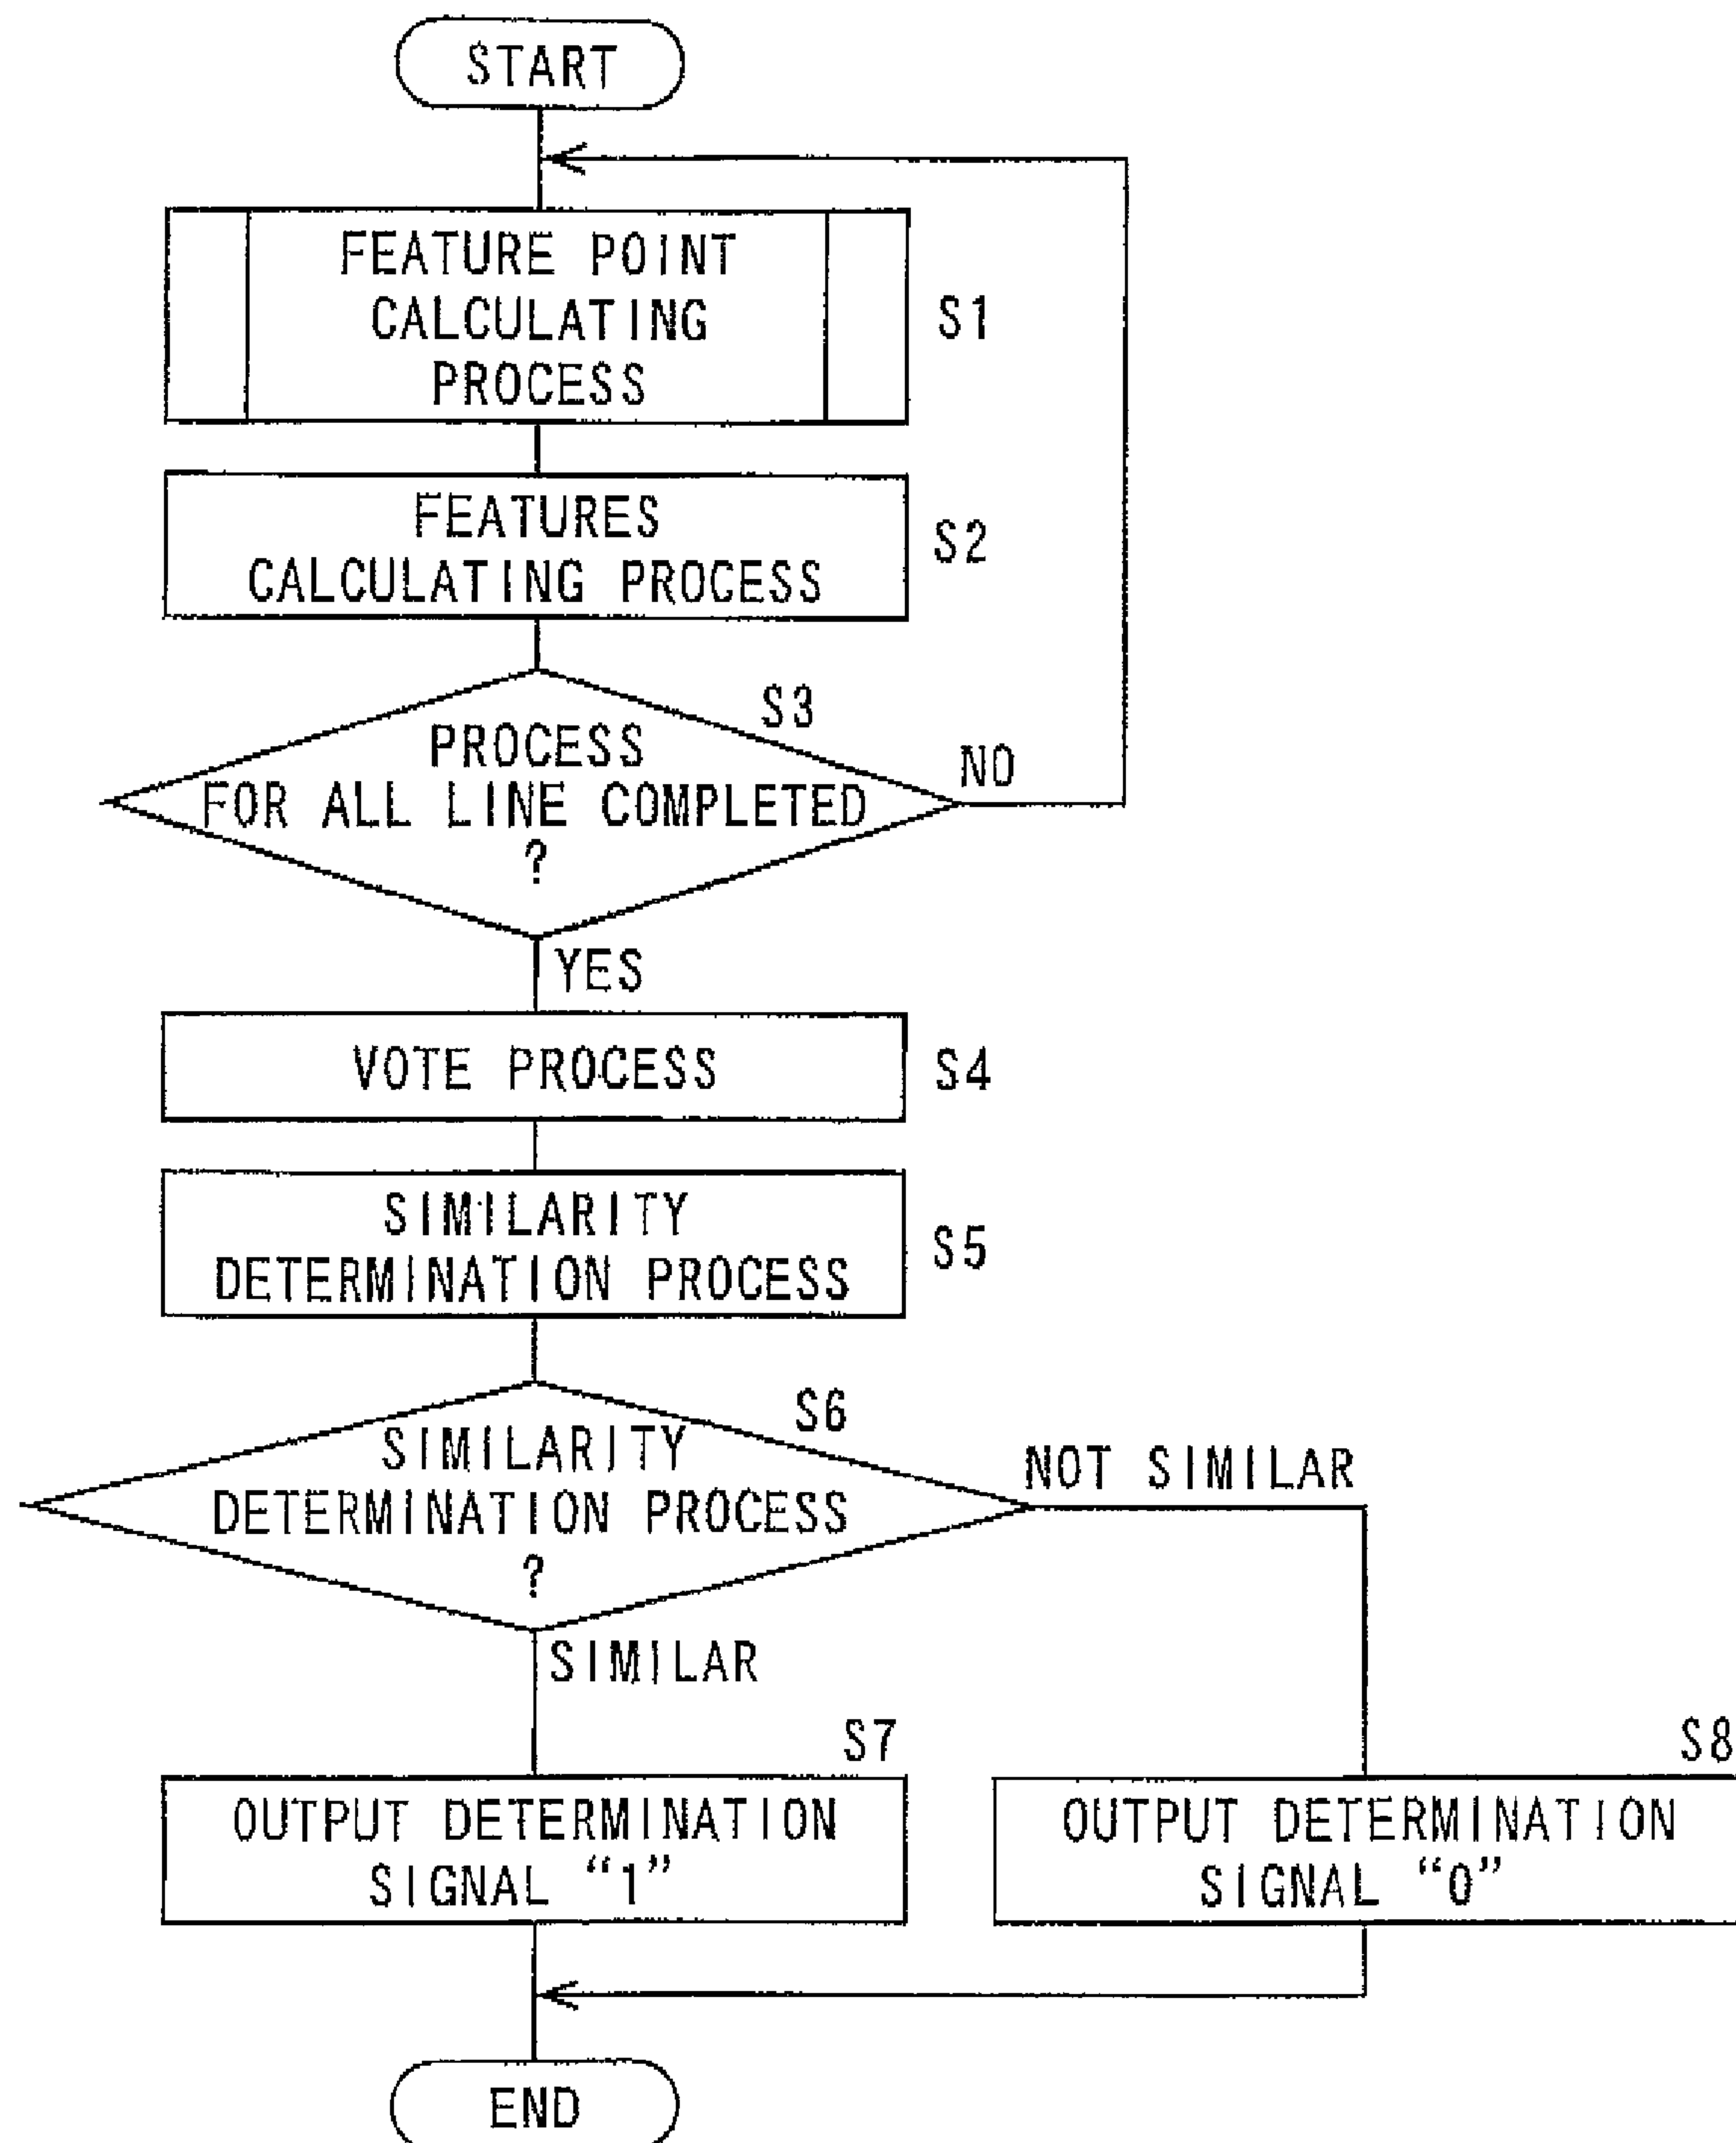 START
FEATURE POINT
CALCULATING
PROCESS
S1
FEATURES
CALCULATING PROCESS
S2
S3
PROCESS
FOR ALL LINE COMPLETED
?
NO
YES
VOTE PROCESS
S4
SIMILARITY
DETERMINATION PROCESS
S5
S6
SIMILARITY
DETERMINATION PROCESS
?
NOT SIMILAR
SIMILAR
S7
OUTPUT DETERMINATION
SIGNAL “1”
S8
OUTPUT DETERMINATION
SIGNAL “0”
END